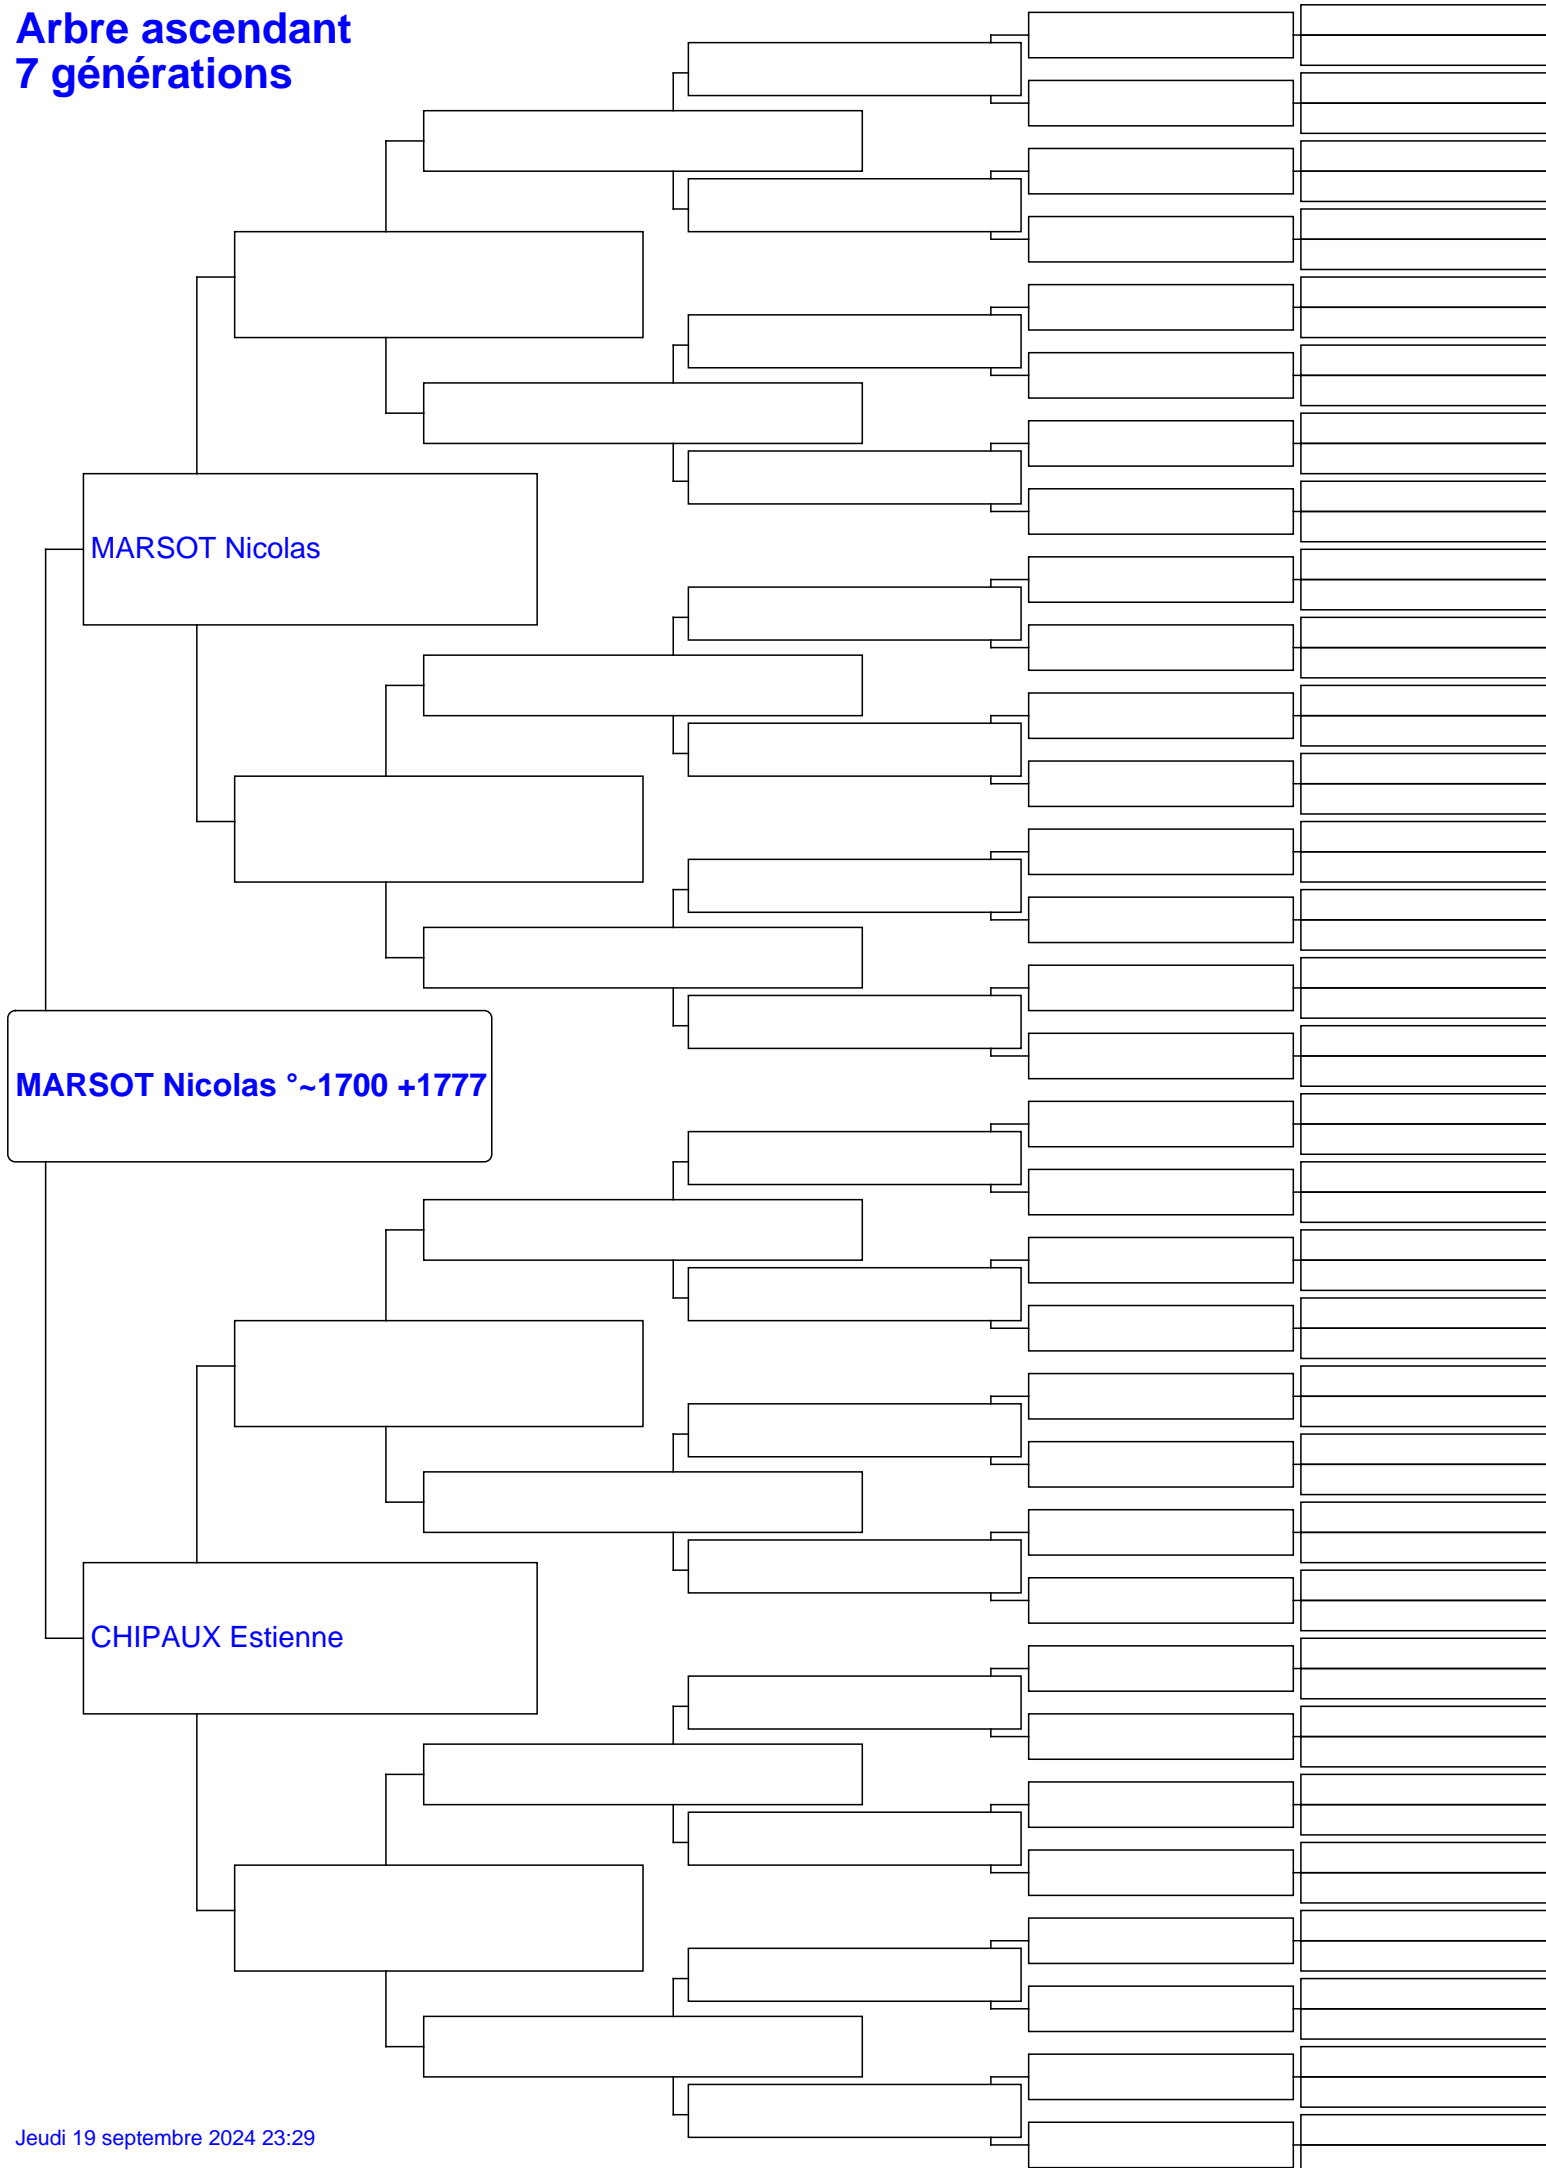 Arbre ascendant
7 générations
MARSOT Nicolas
MARSOT Nicolas °~1700 +1777
CHIPAUX Estienne
Jeudi 19 septembre 2024 23:29